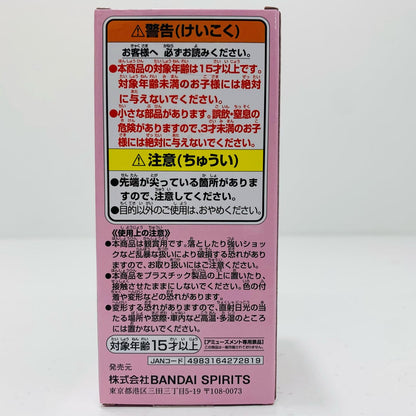 ⚠警告(けいこく)
お客様へ 必ずお読みください。
●本商品の対象年齢は15才以上です。
対象年齢未満のお子様には絶対
に与えないでください。
●小さな部品があります。誤飲・窒息
の危険がありますので、3才未満のお子
様には絶対に与えないでください。
⚠注意(ちゅうい)
●先端が尖っている箇所がありま
すので、注意してください。
●目的以外のご使用は、おやめください。
《使用上の注意》
●本商品は観賞用です。落としたり強いショッ
クなど乱暴な扱いにより破損する恐れがあり
ますので、お取り扱いにはご注意ください。
●本商品をプラスチック製品の上に置いたり、
接触させたままにしないでください。色の付
着や変形などの恐れがあります。
●変形する恐れがありますので、直射日光の当
たる場所や窓際・車内など高温・多湿のところ
には置かないでください。
対象年齢15才以上
【アミューズメント専用景品】
JANコード 4983164272819
発売元
株式会社BANDAI SPIRITS
東京都港区三田三丁目5番19号 〒108-0073